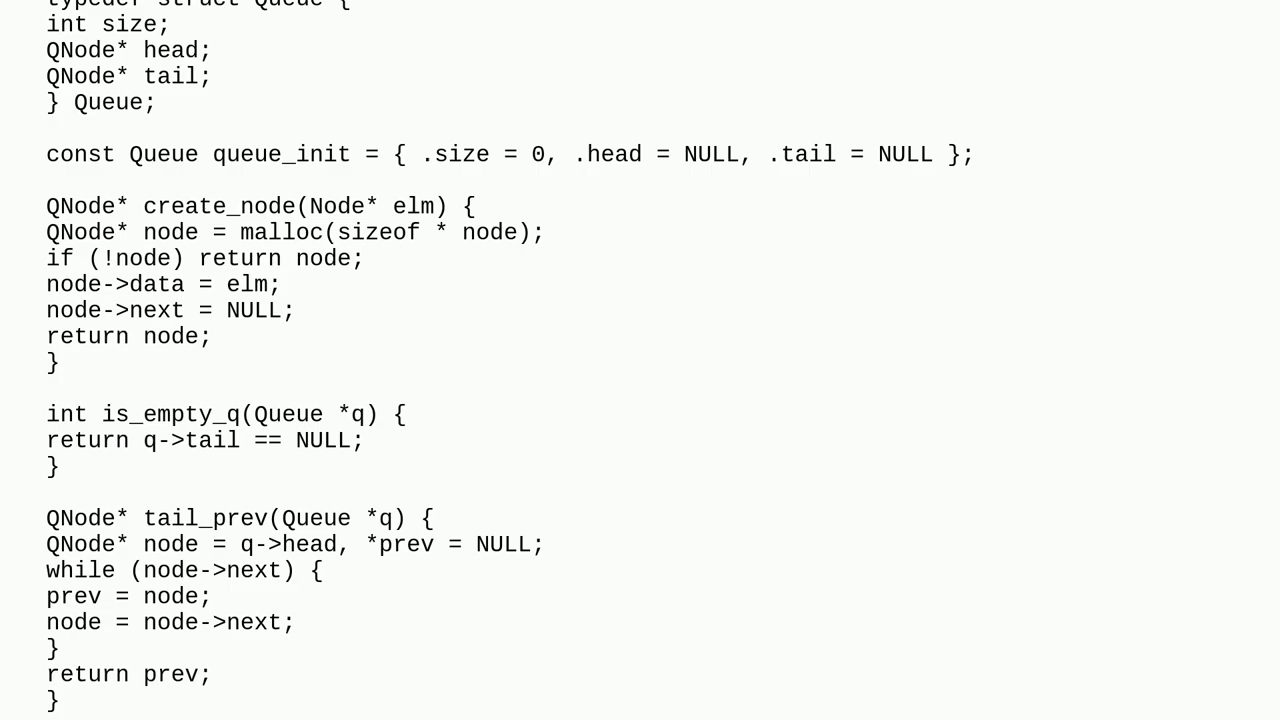 typedef struct Queue {
int size;
QNode* head;
QNode* tail;
} Queue;

const Queue queue_init = { .size = 0, .head = NULL, .tail = NULL };

QNode* create_node(Node* elm) {
QNode* node = malloc(sizeof * node);
if (!node) return node;
node->data = elm;
node->next = NULL;
return node;
}

int is_empty_q(Queue *q) {
return q->tail == NULL;
}

QNode* tail_prev(Queue *q) {
QNode* node = q->head, *prev = NULL;
while (node->next) {
prev = node;
node = node->next;
}
return prev;
}